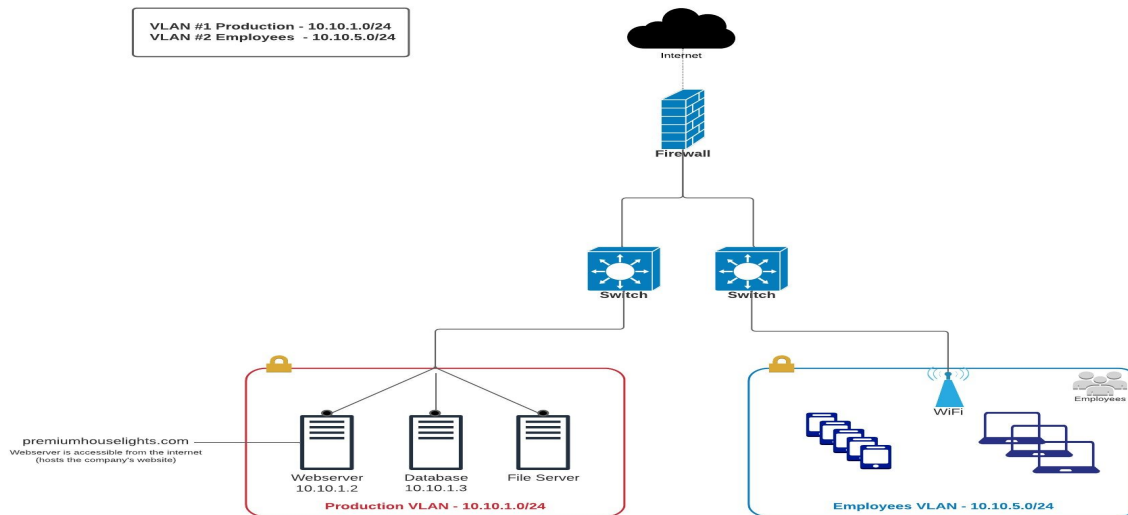 VLAN #1 Production - 10.10.1.0/24
VLAN #2 Employees - 10.10.5.0/24
Internet
Firewall
Switch
Switch
Employees
WiFi
premiumhouselights.com
Webserver is accessible from the internet
(hosts the company's website)
Webserver
10.10.1.2
Database
10.10.1.3
File Server
Production VLAN - 10.10.1.0/24
Employees VLAN - 10.10.5.0/24